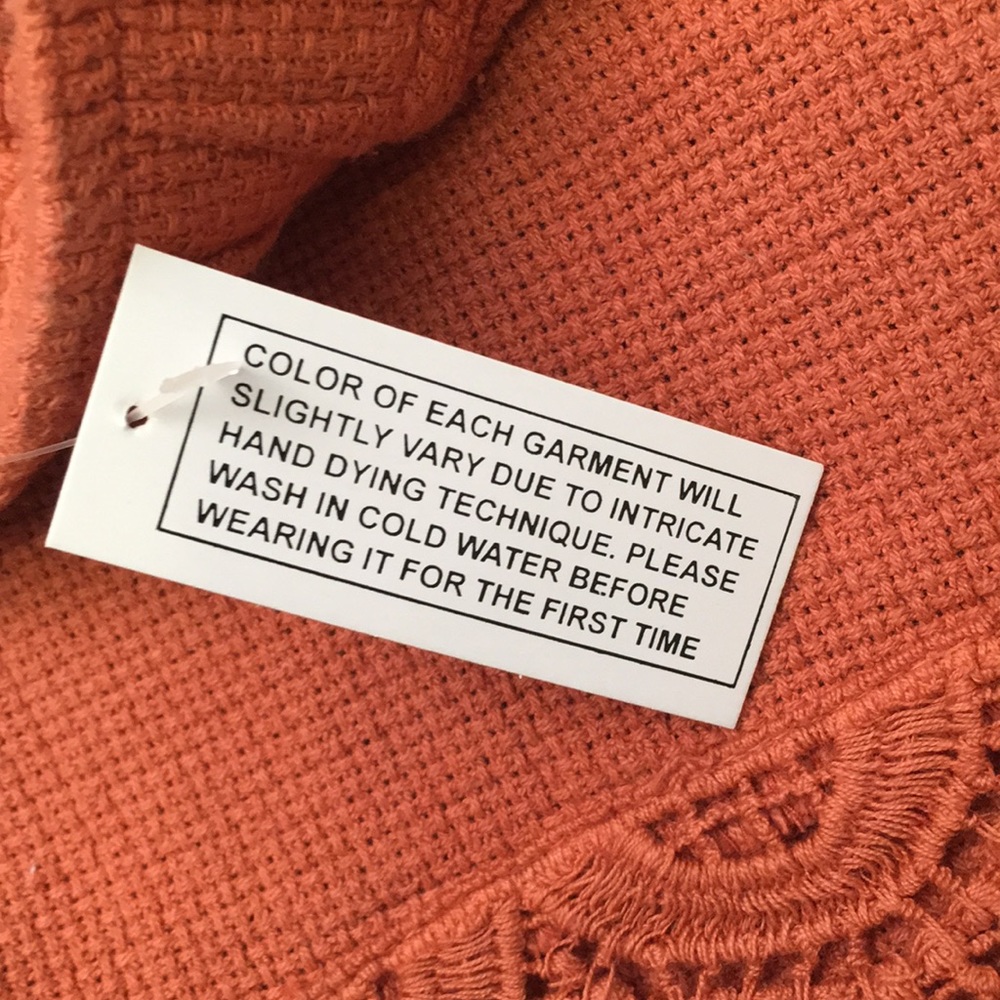 COLOR OF EACH GARMENT WILL
SLIGHTLY VARY DUE TO INTRICATE
HAND DYING TECHNIQUE. PLEASE
WASH IN COLD WATER BEFORE
WEARING IT FOR THE FIRST TIME